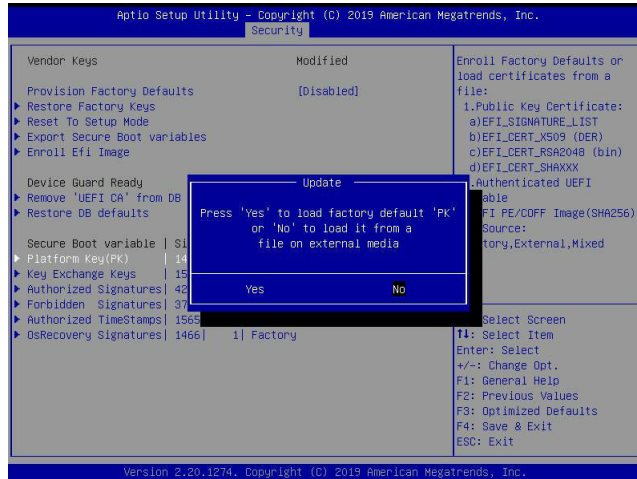 Aptio Setup Utility – Copyright (C) 2019 American Megatrends, Inc.
Security
Vendor Keys Modified
Provision Factory Defaults [Disabled]
Restore Factory Keys
Reset To Setup Mode
Export Secure Boot variables
Enroll Efi Image
Device Guard Ready
Remove 'UEFI CA' from DB
Restore DB defaults
Secure Boot variable | Si
Platform Key(PK) | 14
Key Exchange Keys | 15
Authorized Signatures| 42
Forbidden Signatures| 37
Authorized TimeStamps| 1565
OsRecovery Signatures| 1466| 1| Factory
Update
Press 'Yes' to load factory default 'PK'
or 'No' to load it from a
file on external media
Yes No
Enroll Factory Defaults or
load certificates from a
file:
1.Public Key Certificate:
a)EFI_SIGNATURE_LIST
b)EFI_CERT_X509 (DER)
c)EFI_CERT_RSA2048 (bin)
d)EFI_CERT_SHAXXX
.Authenticated UEFI
able
FI PE/COFF Image(SHA256)
Source:
tory,External,Mixed
Select Screen
↑↓: Select Item
Enter: Select
+/-: Change Opt.
F1: General Help
F2: Previous Values
F3: Optimized Defaults
F4: Save & Exit
ESC: Exit
Version 2.20.1274. Copyright (C) 2019 American Megatrends, Inc.